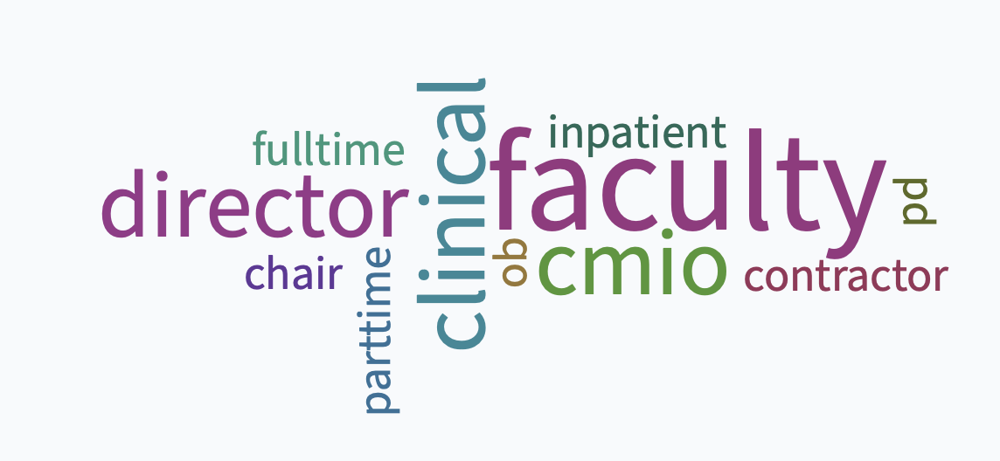 fulltime
director
chair
parttime
clinical
inpatient
faculty
pd
ob
cmio
contractor